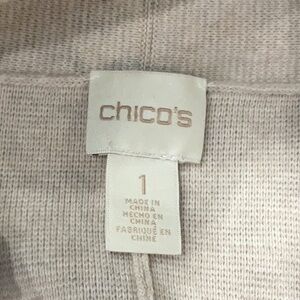 chico's
1
MADE IN
CHINA
HECHO EN
CHINA
FABRIQUÉ EN
CHINE